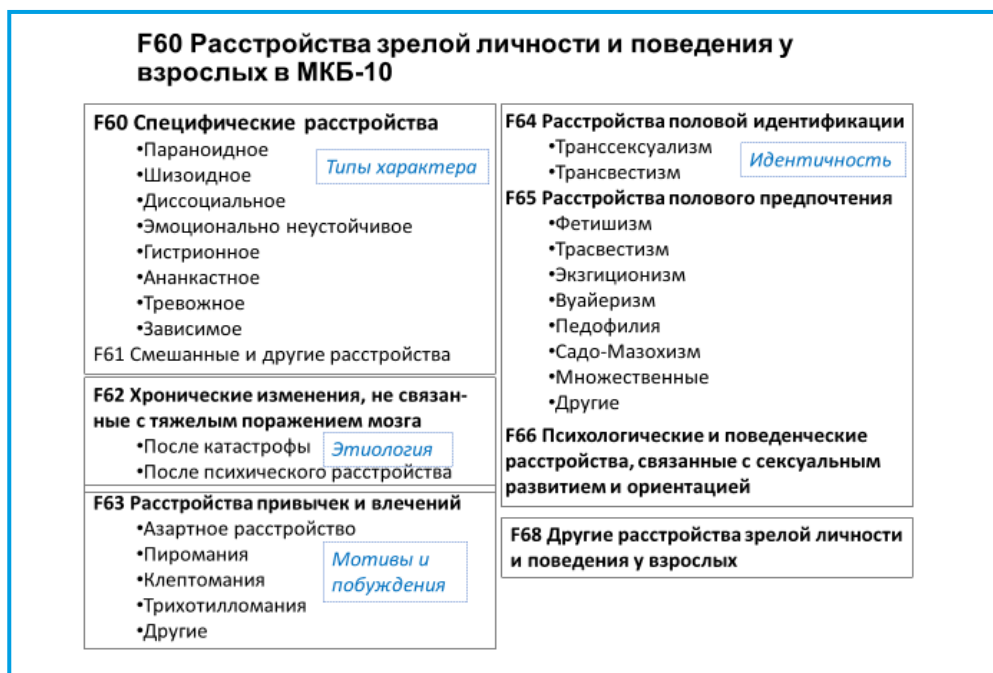 F60 Расстройства зрелой личности и поведения у
взрослых в МКБ-10
F60 Специфические расстройства
•Параноидное
•Шизоидное
Типы характера
•Диссоциальное
•Эмоционально неустойчивое
•Гистрионное
•Ананкастное
•Тревожное
•Зависимое
F61 Смешанные и другие расстройства
F62 Хронические изменения, не связан-
ные с тяжелым поражением мозга
•После катастрофы
Этиология
•После психического расстройства
F63 Расстройства привычек и влечений
•Азартное расстройство
•Пиромания
•Клептомания
Мотивы и
побуждения
•Трихотилломания
•Другие
F64 Расстройства половой идентификации
•Транссексуализм
•Трансвестизм
Идентичность
F65 Расстройства полового предпочтения
•Фетишизм
•Трасвестизм
•Экзгиционизм
•Вуайеризм
•Педофилия
•Садо-Мазохизм
•Множественные
•Другие
F66 Психологические и поведенческие
расстройства, связанные с сексуальным
развитием и ориентацией
F68 Другие расстройства зрелой личности
и поведения у взрослых